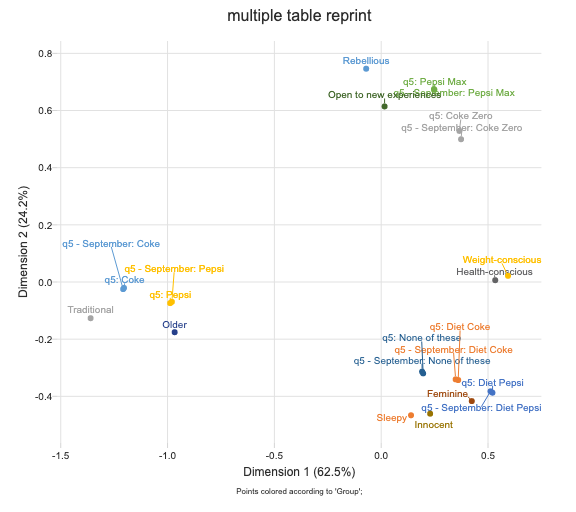 multiple table reprint
Rebellious
q5: Pepsi Max
q5 - September: Pepsi Max
Open to new experiences
q5: Coke Zero
q5 - September: Coke Zero
q5 - September: Coke
q5 - September: Pepsi
q5: Coke
q5: Pepsi
Traditional
Older
Weight-conscious
Health-conscious
q5: Diet Coke
q5: None of these
q5 - September: Diet Coke
q5 - September: None of these
q5: Diet Pepsi
Feminine
q5 - September: Diet Pepsi
Sleepy
Innocent
0.8
0.6
0.4
0.2
0.0
-0.2
-0.4
Dimension 2 (24.2%)
-1.5 -1.0 -0.5 0.0 0.5
Dimension 1 (62.5%)
Points colored according to 'Group';